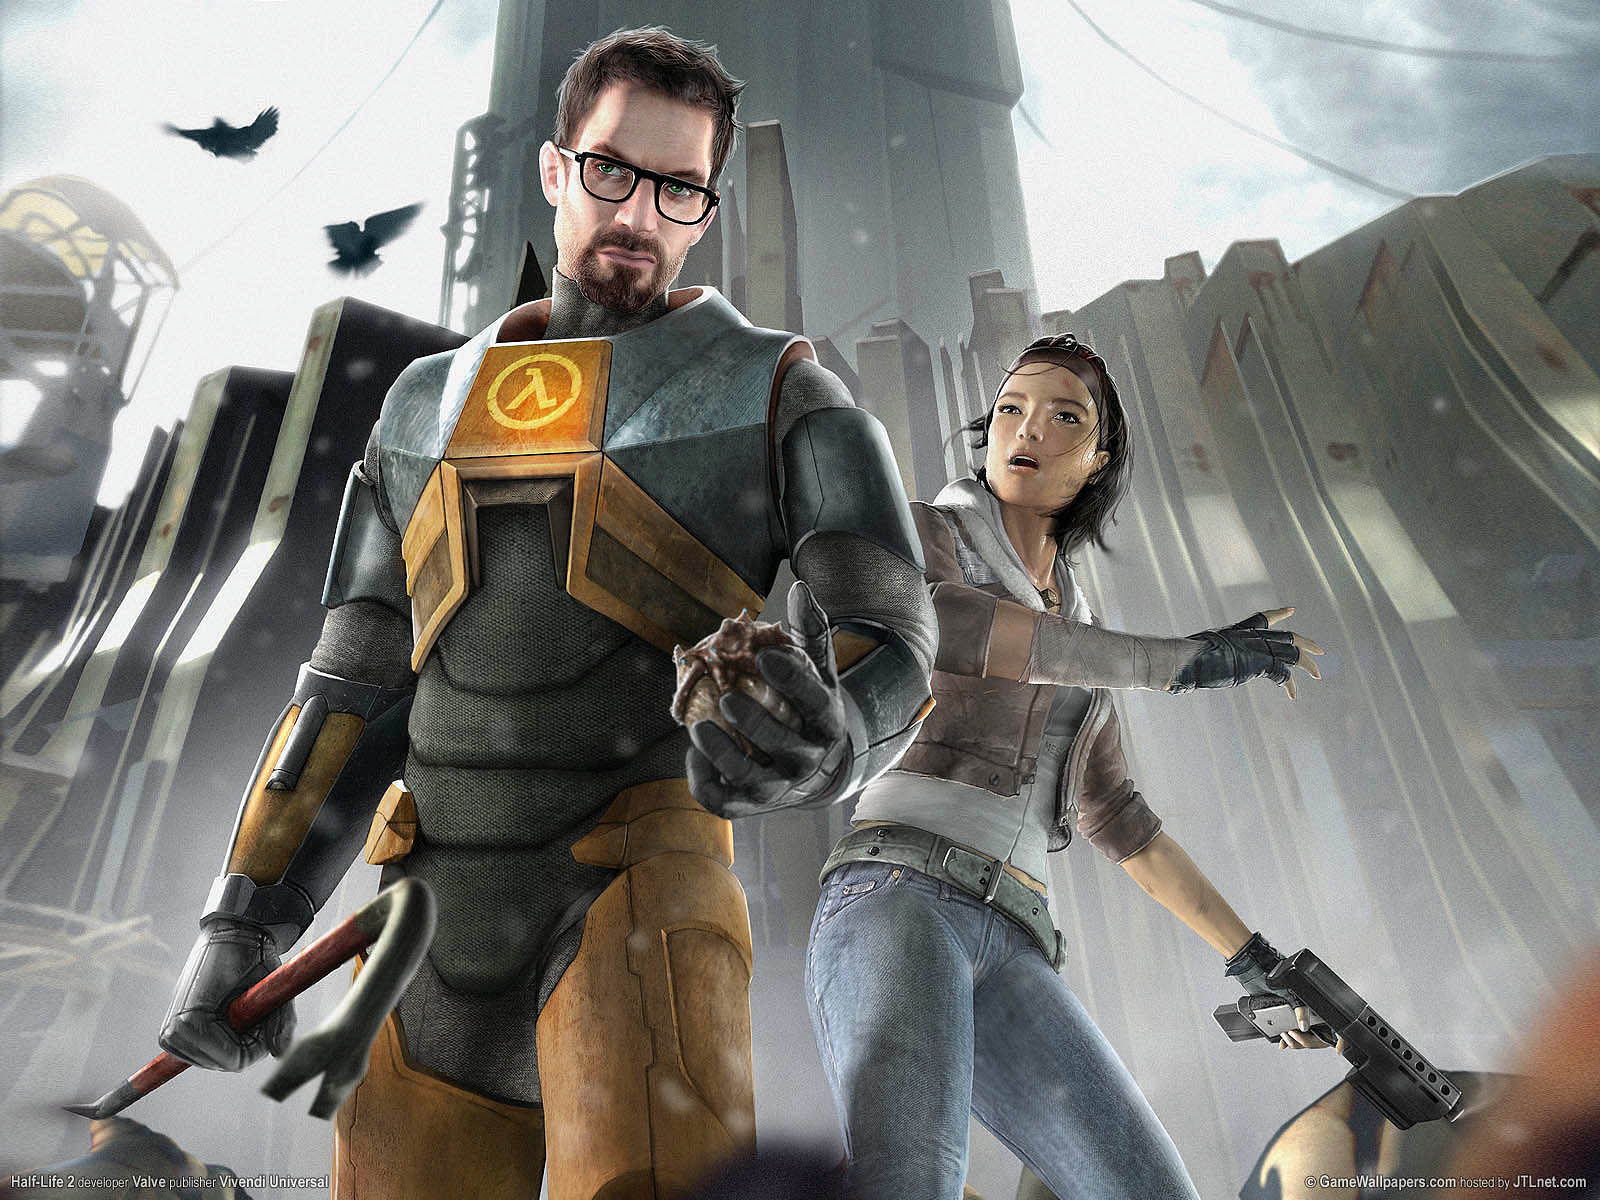 λ
Half-Life 2 developer Valve publisher Vivendi Universal
© GameWallpapers.com hosted by JTLnet.com